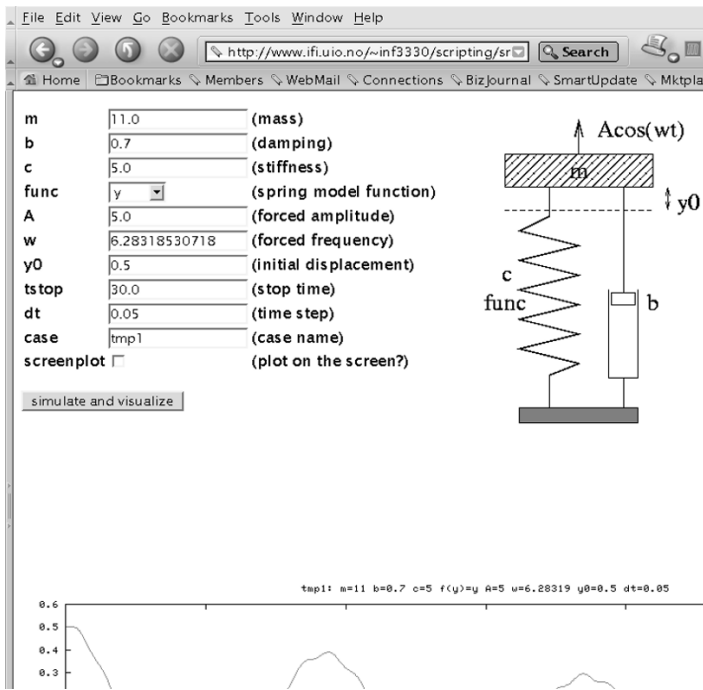 File Edit View Go Bookmarks Tools Window Help
http://www.ifi.uio.no/~inf3330/scripting/sr Search
Home Bookmarks Members WebMail Connections BizJournal SmartUpdate Mktpla
m 11.0 (mass)
b 0.7 (damping)
c 5.0 (stiffness)
func y (spring model function)
A 5.0 (forced amplitude)
w 6.28318530718 (forced frequency)
y0 0.5 (initial displacement)
tstop 30.0 (stop time)
dt 0.05 (time step)
case tmp1 (case name)
screenplot (plot on the screen?)
simulate and visualize
Acos(wt)
m
y0
c
func
b
tmp1: m=11 b=0.7 c=5 f(y)=y A=5 w=6.28319 y0=0.5 dt=0.05
0.6
0.5
0.4
0.3